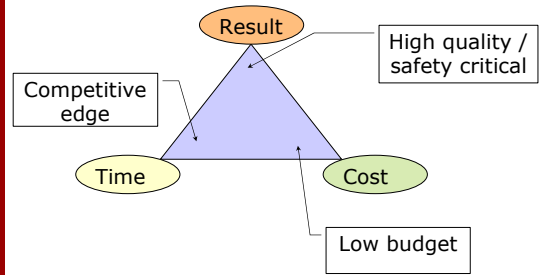 Result
High quality /
safety critical
Competitive
edge
Time
Cost
Low budget